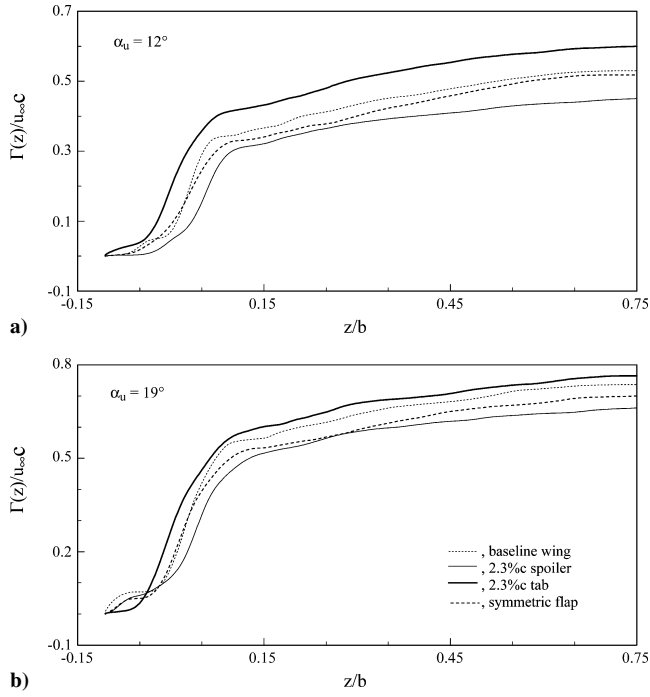 0.7
α_u = 12°
0.5
0.3
0.1
-0.1
Γ(z)/u_∞c
-0.15 0.15 0.45 0.75
z/b
a)
0.8
α_u = 19°
0.5
0.2
-0.1
Γ(z)/u_∞c
, baseline wing
, 2.3%c spoiler
, 2.3%c tab
, symmetric flap
-0.15 0.15 0.45 0.75
z/b
b)